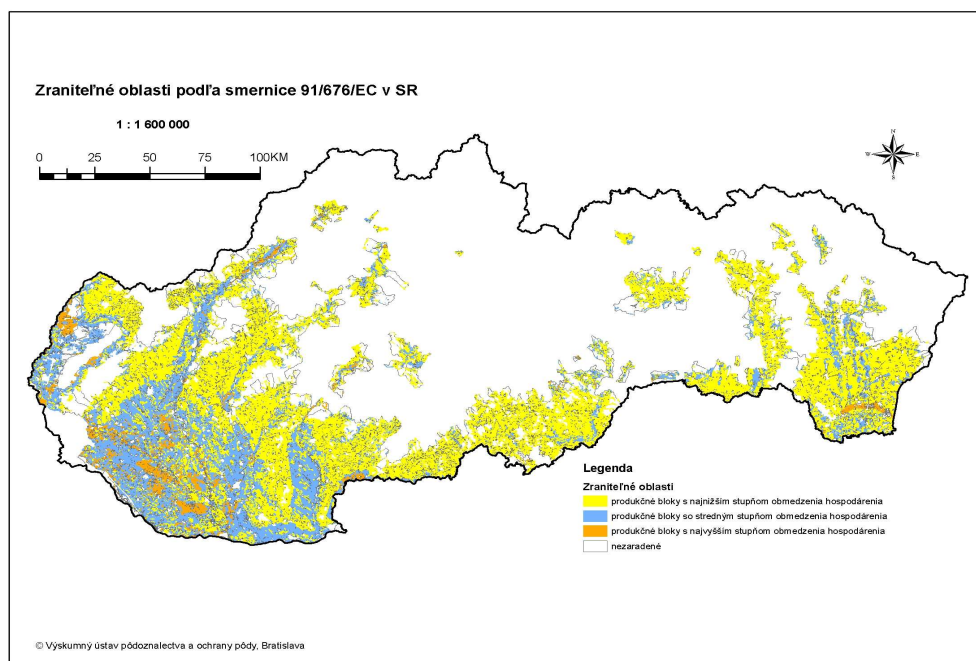 Zraniteľné oblasti podľa smernice 91/676/EC v SR
1 : 1 600 000
0 25 50 75 100KM
N
W E
S
Legenda
Zraniteľné oblasti
produkčné bloky s najnižším stupňom obmedzenia hospodárenia
produkčné bloky so stredným stupňom obmedzenia hospodárenia
produkčné bloky s najvyšším stupňom obmedzenia hospodárenia
nezaradené
© Výskumný ústav pôdoznalectva a ochrany pôdy, Bratislava